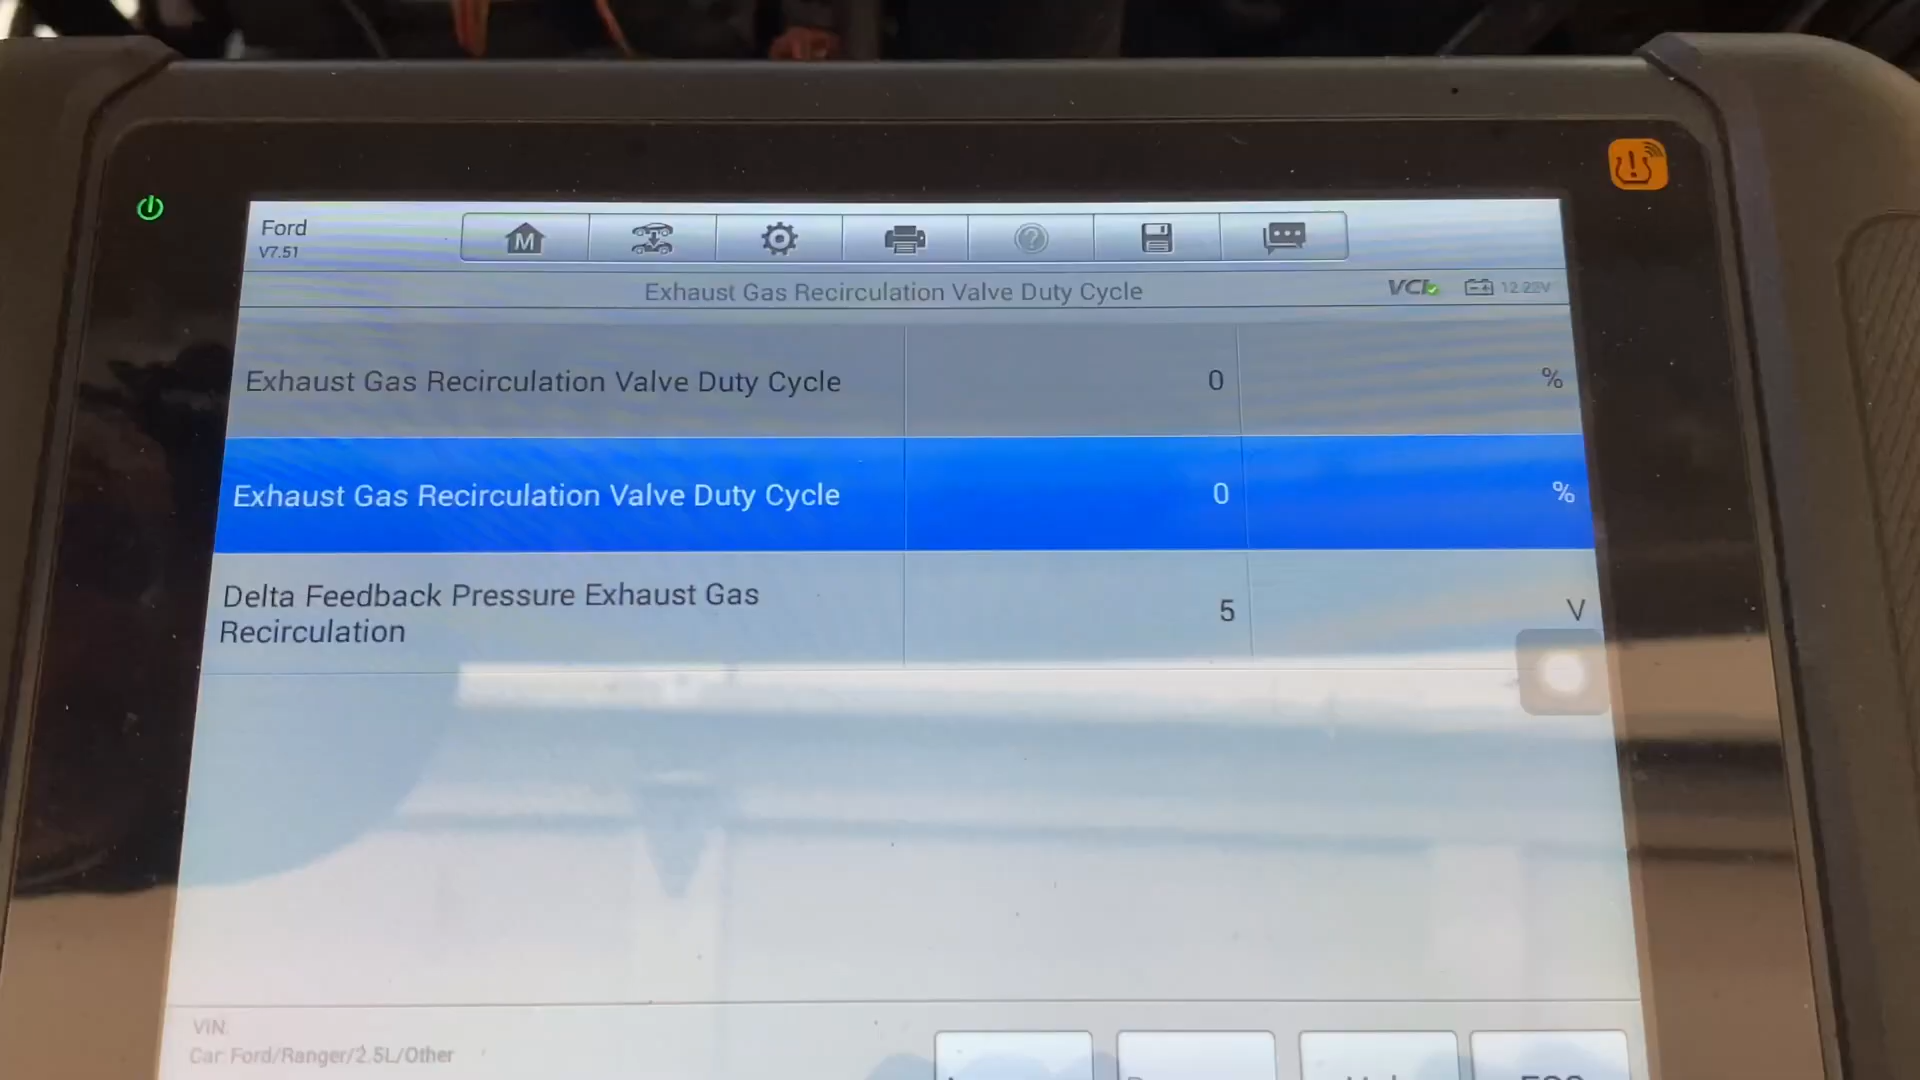 Ford
V7.51
M
Exhaust Gas Recirculation Valve Duty Cycle
VCI
12.22V
Exhaust Gas Recirculation Valve Duty Cycle 0 %
Exhaust Gas Recirculation Valve Duty Cycle 0 %
Delta Feedback Pressure Exhaust Gas
Recirculation 5 V
VIN:
Car: Ford/Ranger/2.5L/Other
ESC